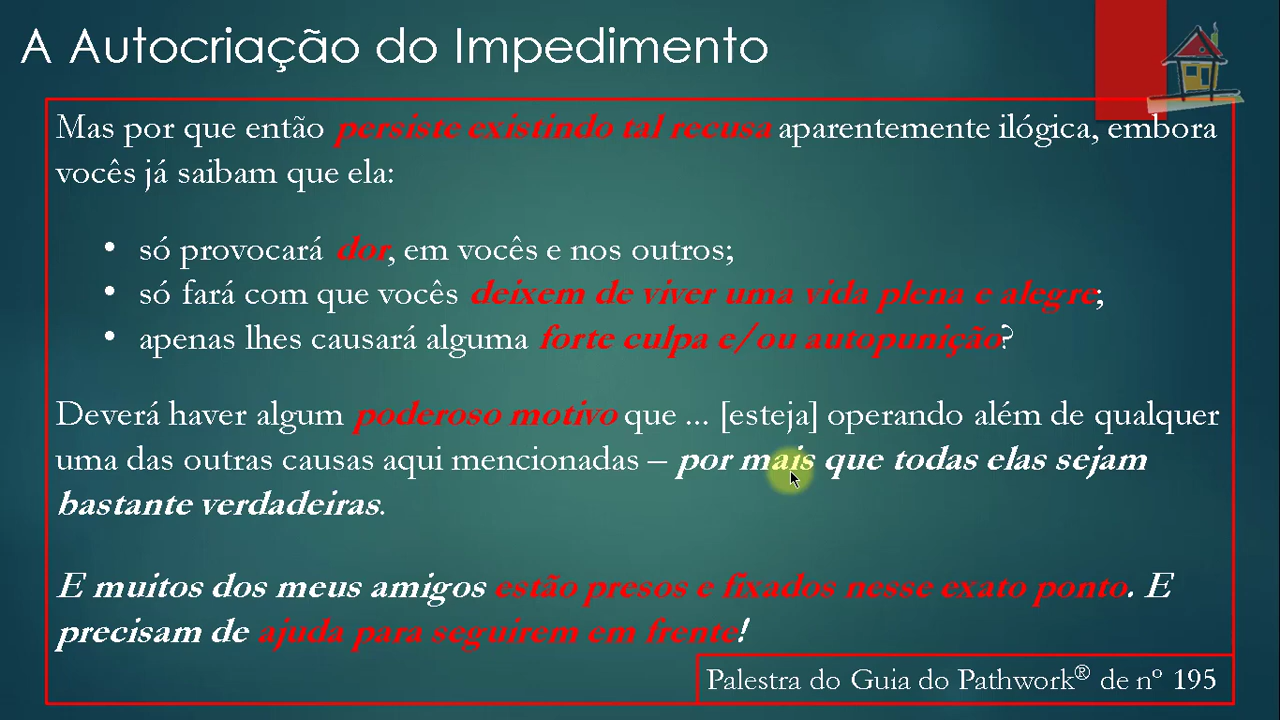 A Autocriação do Impedimento
Mas por que então persiste existindo tal recusa aparentemente ilógica, embora
vocês já saibam que ela:
• só provocará dor, em vocês e nos outros;
• só fará com que vocês deixem de viver uma vida plena e alegre;
• apenas lhes causará alguma forte culpa e/ou autopunição?
Deverá haver algum poderoso motivo que ... [esteja] operando além de qualquer
uma das outras causas aqui mencionadas – por mais que todas elas sejam
bastante verdadeiras.
E muitos dos meus amigos estão presos e fixados nesse exato ponto. E
precisam de ajuda para seguirem em frente!
Palestra do Guia do Pathwork® de nº 195